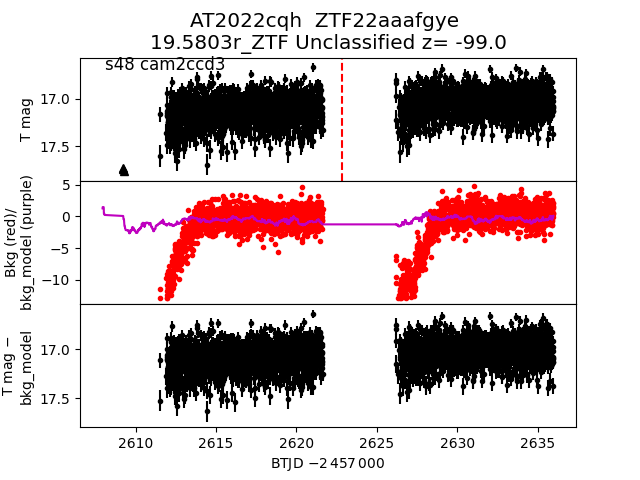 AT2022cqh  ZTF22aaafgye
19.5803r_ZTF Unclassified z= -99.0
s48 cam2ccd3
T mag
17.0
17.5
Bkg (red)/
bkg_model (purple)
5
0
−5
−10
T mag −
bkg_model
17.0
17.5
2610 2615 2620 2625 2630 2635
BTJD −2 457 000